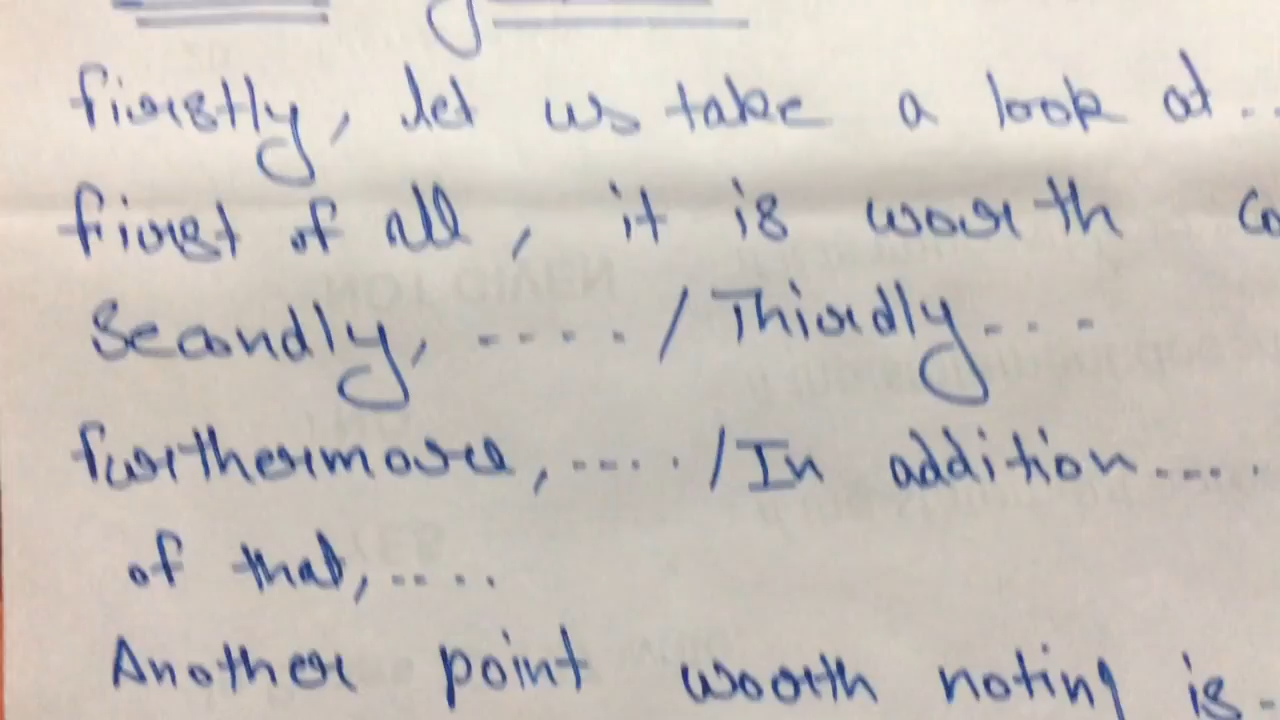 Firstly, let us take a look at..
First of all, it is worth
Secondly, ..... / Thirdly...
Furthermore, ..... / In addition....
of that, .....
Another point worth noting is.